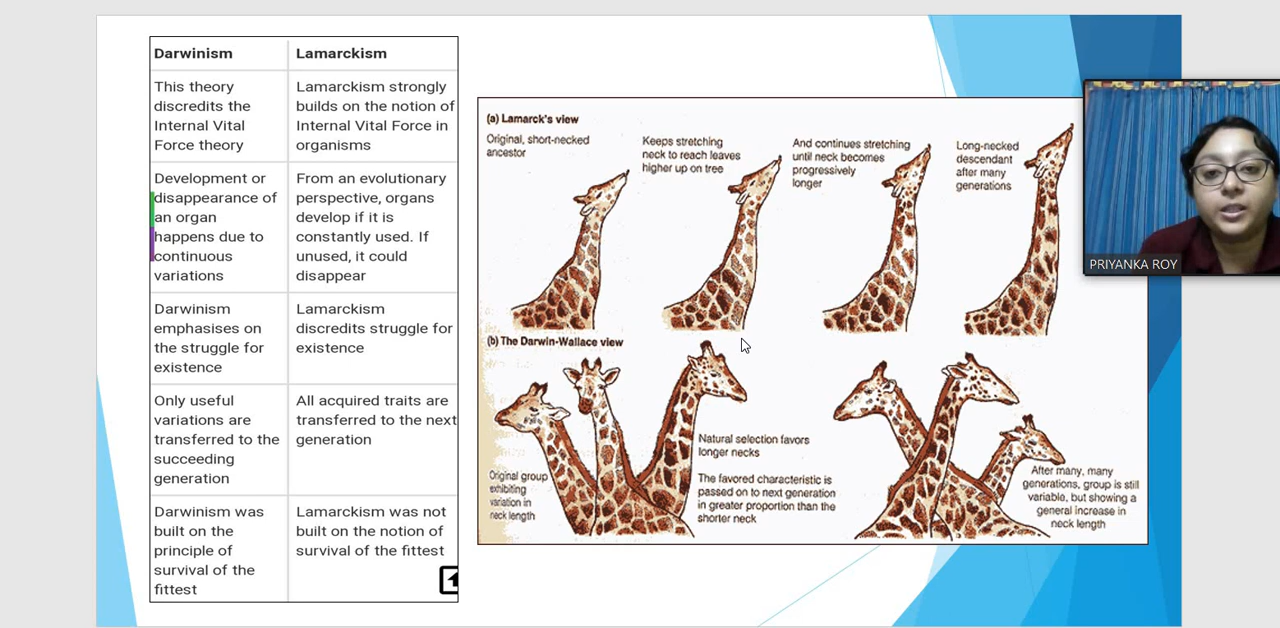 Darwinism
Lamarckism
This theory
discredits the
Internal Vital
Force theory
Lamarckism strongly
builds on the notion of
Internal Vital Force in
organisms
Development or
disappearance of
an organ
happens due to
continuous
variations
From an evolutionary
perspective, organs
develop if it is
constantly used. If
unused, it could
disappear
Darwinism
emphasises on
the struggle for
existence
Lamarckism
discredits struggle for
existence
Only useful
variations are
transferred to the
succeeding
generation
All acquired traits are
transferred to the next
generation
Darwinism was
built on the
principle of
survival of the
fittest
Lamarckism was not
built on the notion of
survival of the fittest
(a) Lamarck's view
Original, short-necked
ancestor
Keeps stretching
neck to reach leaves
higher up on tree
And continues stretching
until neck becomes
progressively
longer
Long-necked
descendant
after many
generations
(b) The Darwin-Wallace view
Original group
exhibiting
variation in
neck length
Natural selection favors
longer necks
The favored characteristic is
passed on to next generation
in greater proportion than the
shorter neck
After many, many
generations, group is still
variable, but showing a
general increase in
neck length
PRIYANKA ROY